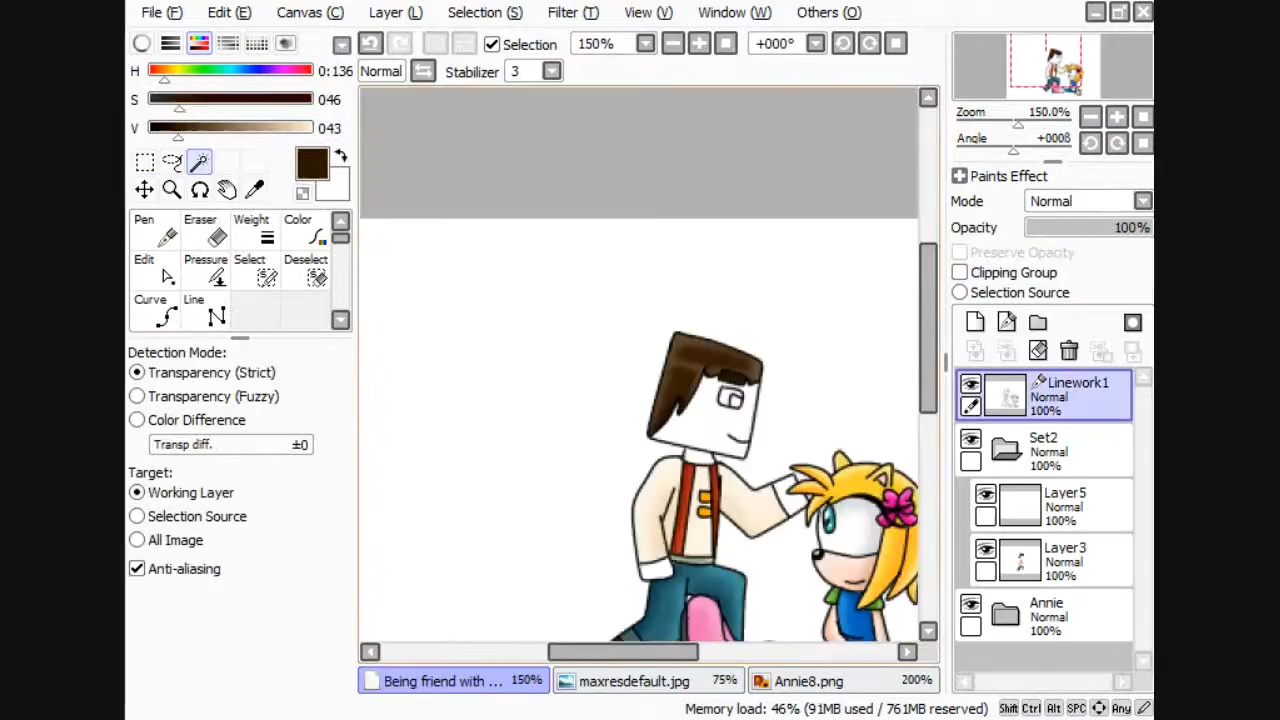 File (F) Edit (E) Canvas (C) Layer (L) Selection (S) Filter (T) View (V) Window (W) Others (O)
Selection 150% +000°
Normal Stabilizer 3
H 0:136
S 046
V 043
Pen Eraser Weight Color
Edit Pressure Select Deselect
Curve Line
Detection Mode:
Transparency (Strict)
Transparency (Fuzzy)
Color Difference
Transp diff. ±0
Target:
Working Layer
Selection Source
All Image
Anti-aliasing
Zoom 150.0%
Angle +000ß
Paints Effect
Mode Normal
Opacity 100%
Preserve Opacity
Clipping Group
Selection Source
Linework1
Normal
100%
Set2
Normal
100%
Layer5
Normal
100%
Layer3
Normal
100%
Annie
Normal
100%
Being friend with ... 150% maxresdefault.jpg 75% Annie8.png 200%
Memory load: 46% (91MB used / 761MB reserved) Shift Ctrl Alt SPC Any